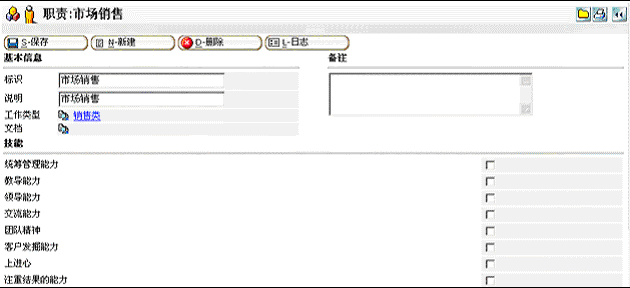 职责:市场销售
S-保存 N-新建 D-删除 L-日志
基本信息 备注
标识 市场销售
说明 市场销售
工作类型 销售类
文档
技能
统筹管理能力
教导能力
领导能力
交流能力
团队精神
客户发掘能力
上进心
注重结果的能力